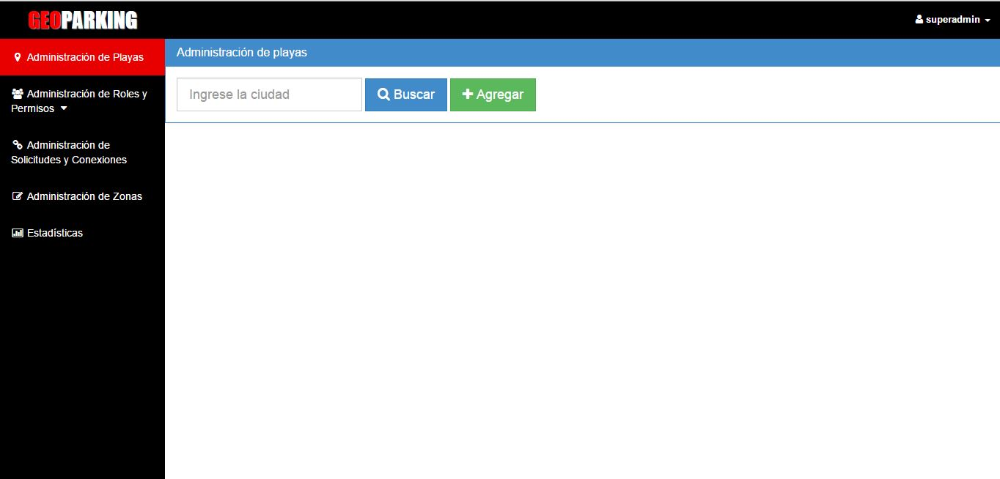 GEOPARKING
superadmin
Administración de Playas
Administración de Roles y
Permisos
Administración de
Solicitudes y Conexiones
Administración de Zonas
Estadísticas
Administración de playas
Ingrese la ciudad
Buscar
Agregar